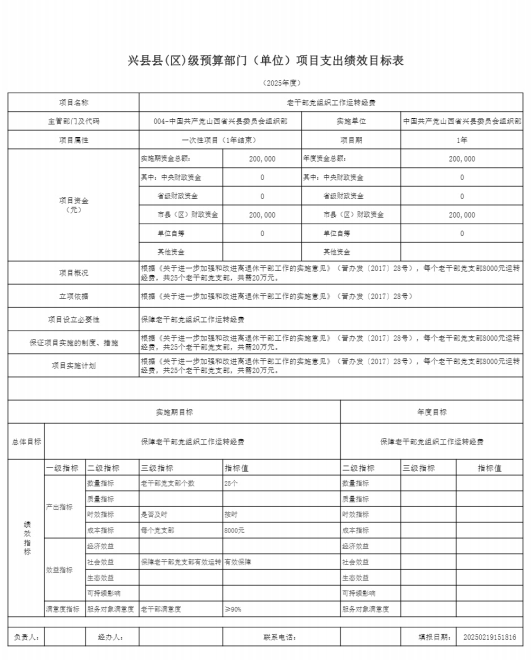 兴县县(区)级预算部门（单位）项目支出绩效目标表
（2025年度）
项目名称 老干部党组织工作运转经费
主管部门及代码 004-中国共产党山西省兴县委员会组织部 实施单位 中国共产党山西省兴县委员会组织部
项目属性 一次性项目（1年结束） 项目期 1年
项目资金（元）
实施期资金总额： 200,000 年度资金总额： 200,000
其中：中央财政资金 0 其中：中央财政资金 0
省级财政资金 0 省级财政资金 0
市县（区）财政资金 200,000 市县（区）财政资金 200,000
单位自筹 0 单位自筹 0
其他资金 其他资金
项目概况 根据《关于进一步加强和改进离退休干部工作的实施意见》（晋办发〔2017〕28号），每个老干部党支部8000元运转
经费，共25个老干部党支部，共需20万元。
立项依据 根据《关于进一步加强和改进离退休干部工作的实施意见》（晋办发〔2017〕28号）
项目设立必要性 保障老干部党组织工作运转经费
保证项目实施的制度、措施 根据《关于进一步加强和改进离退休干部工作的实施意见》（晋办发〔2017〕28号），每个老干部党支部8000元运转
经费，共25个老干部党支部，共需20万元。
项目实施计划 根据《关于进一步加强和改进离退休干部工作的实施意见》（晋办发〔2017〕28号），每个老干部党支部8000元运转
经费，共25个老干部党支部，共需20万元。
实施期目标 年度目标
总体目标 保障老干部党组织工作运转经费 保障老干部党组织工作运转经费
绩效指标
一级指标 二级指标 三级指标 指标值 二级指标 三级指标 指标值
产出指标
数量指标 老干部党支部个数 25个 数量指标
质量指标 质量指标
时效指标 是否及时 按时 时效指标
成本指标 每个党支部 8000元 成本指标
效益指标
经济效益 经济效益
社会效益 保障老干部党支部有效运转 有效保障 社会效益
生态效益 生态效益
可持续影响 可持续影响
满意度指标 服务对象满意度 老干部满意度 ≥90% 服务对象满意度
负责人： 经办人： 联系电话： 填报日期： 20250219151816